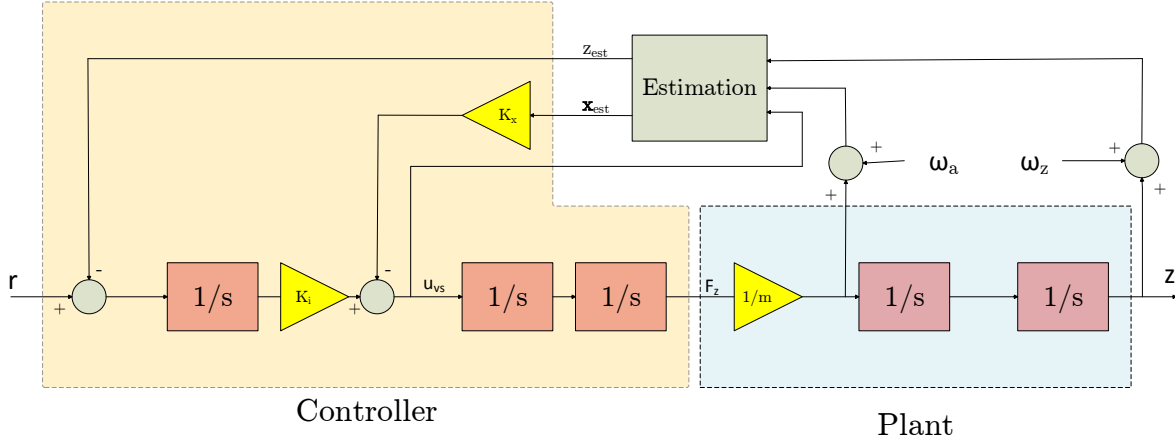 z_est
Estimation
x_est
K_x
+
+
ω_a
ω_z
+
+
+
+
r
-
+
1/s
K_i
-
+
u_vs
1/s
1/s
F_z
1/m
1/s
1/s
z
Controller
Plant